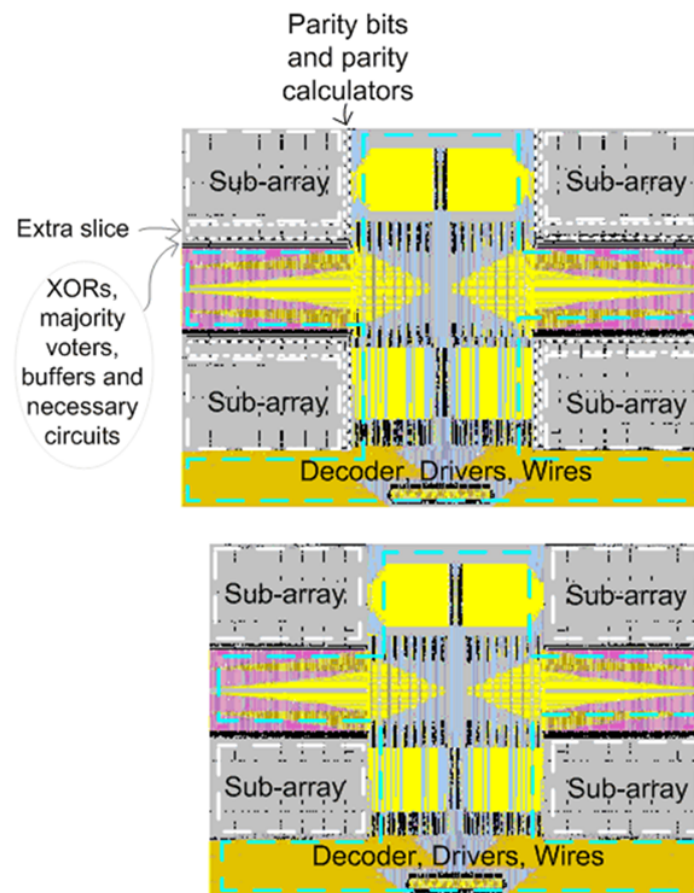 Parity bits
and parity
calculators
Sub-array
Sub-array
Extra slice
XORs,
majority
voters,
buffers and
necessary
circuits
Sub-array
Sub-array
Decoder, Drivers, Wires
Sub-array
Sub-array
Sub-array
Sub-array
Decoder, Drivers, Wires